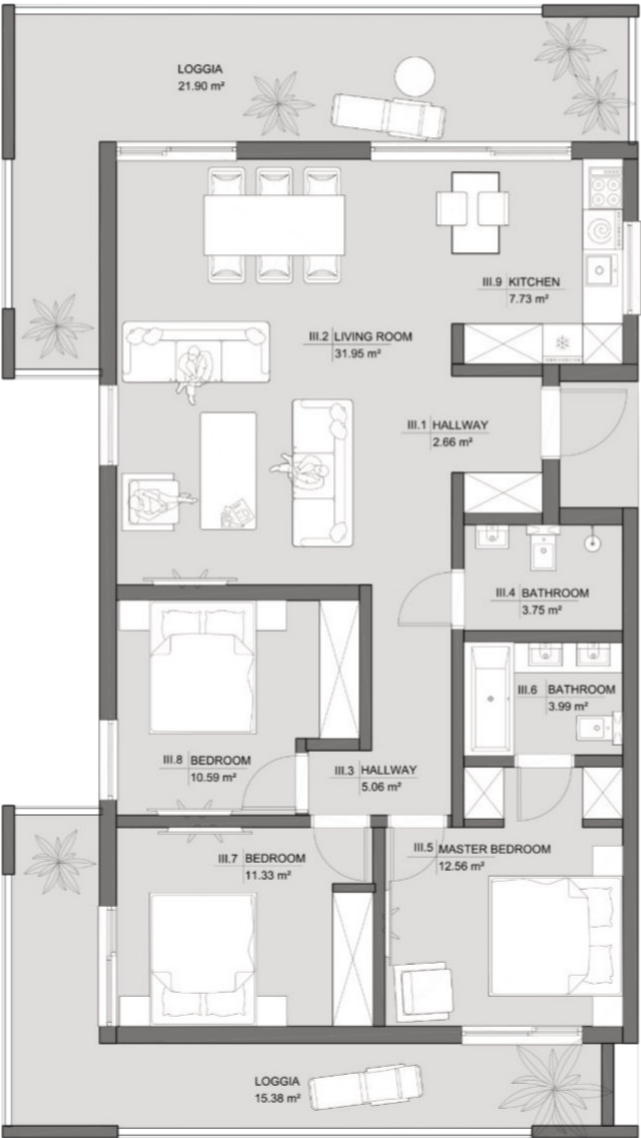 LOGGIA
21.90 m²
III.9 KITCHEN
7.73 m²
III.2 LIVING ROOM
31.95 m²
III.1 HALLWAY
2.66 m²
III.4 BATHROOM
3.75 m²
III.6 BATHROOM
3.99 m²
III.8 BEDROOM
10.59 m²
III.3 HALLWAY
5.06 m²
III.7 BEDROOM
11.33 m²
III.5 MASTER BEDROOM
12.56 m²
LOGGIA
15.38 m²